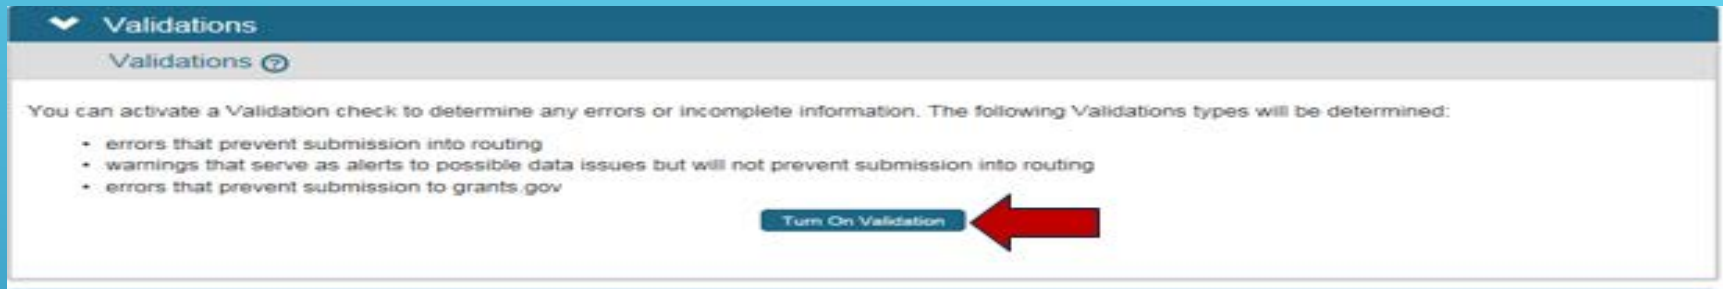 Validations
Validations ?
You can activate a Validation check to determine any errors or incomplete information. The following Validations types will be determined:
• errors that prevent submission into routing
• warnings that serve as alerts to possible data issues but will not prevent submission into routing
• errors that prevent submission to grants.gov
Turn On Validation